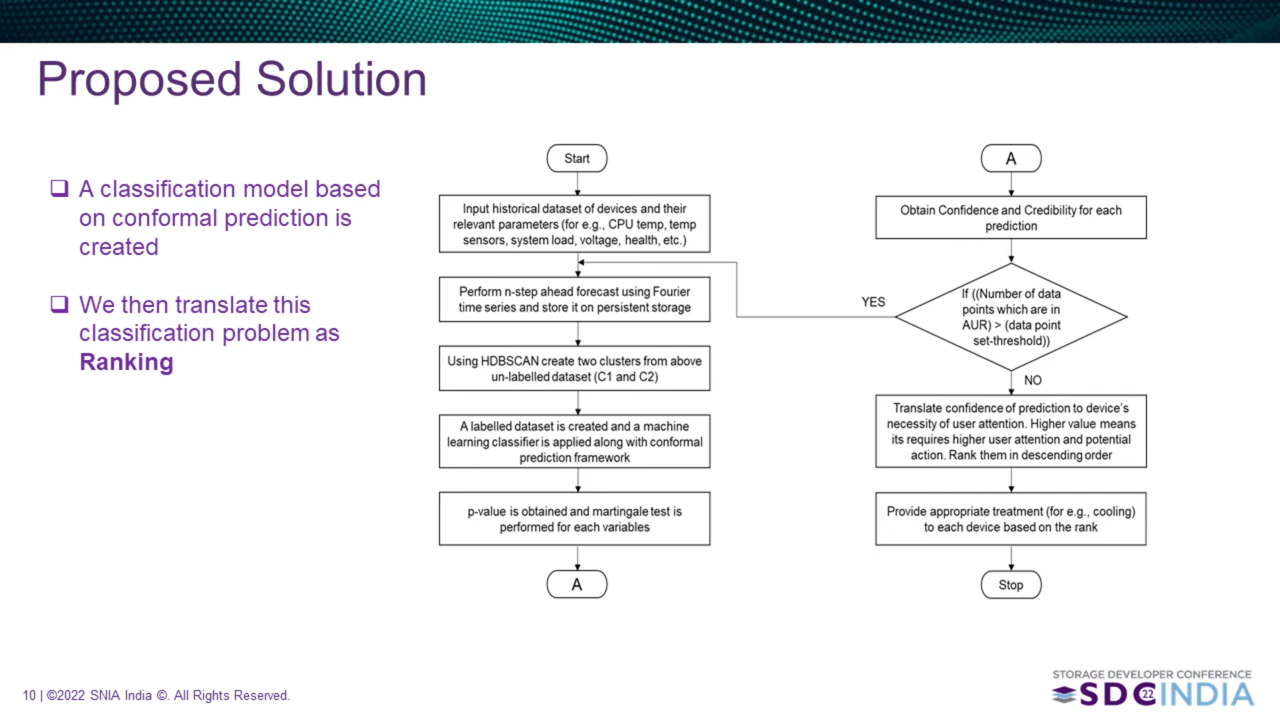 Proposed Solution
❑ A classification model based
on conformal prediction is
created
❑ We then translate this
classification problem as
Ranking
Start
Input historical dataset of devices and their
relevant parameters (for e.g., CPU temp, temp
sensors, system load, voltage, health, etc.)
Perform n-step ahead forecast using Fourier
time series and store it on persistent storage
Using HDBSCAN create two clusters from above
un-labelled dataset (C1 and C2)
A labelled dataset is created and a machine
learning classifier is applied along with conformal
prediction framework
p-value is obtained and martingale test is
performed for each variables
A
A
Obtain Confidence and Credibility for each
prediction
YES
If ((Number of data
points which are in
AUR) > (data point
set-threshold))
NO
Translate confidence of prediction to device's
necessity of user attention. Higher value means
its requires higher user attention and potential
action. Rank them in descending order
Provide appropriate treatment (for e.g., cooling)
to each device based on the rank
Stop
10 | ©2022 SNIA India ©. All Rights Reserved.
STORAGE DEVELOPER CONFERENCE
SDC 22 INDIA